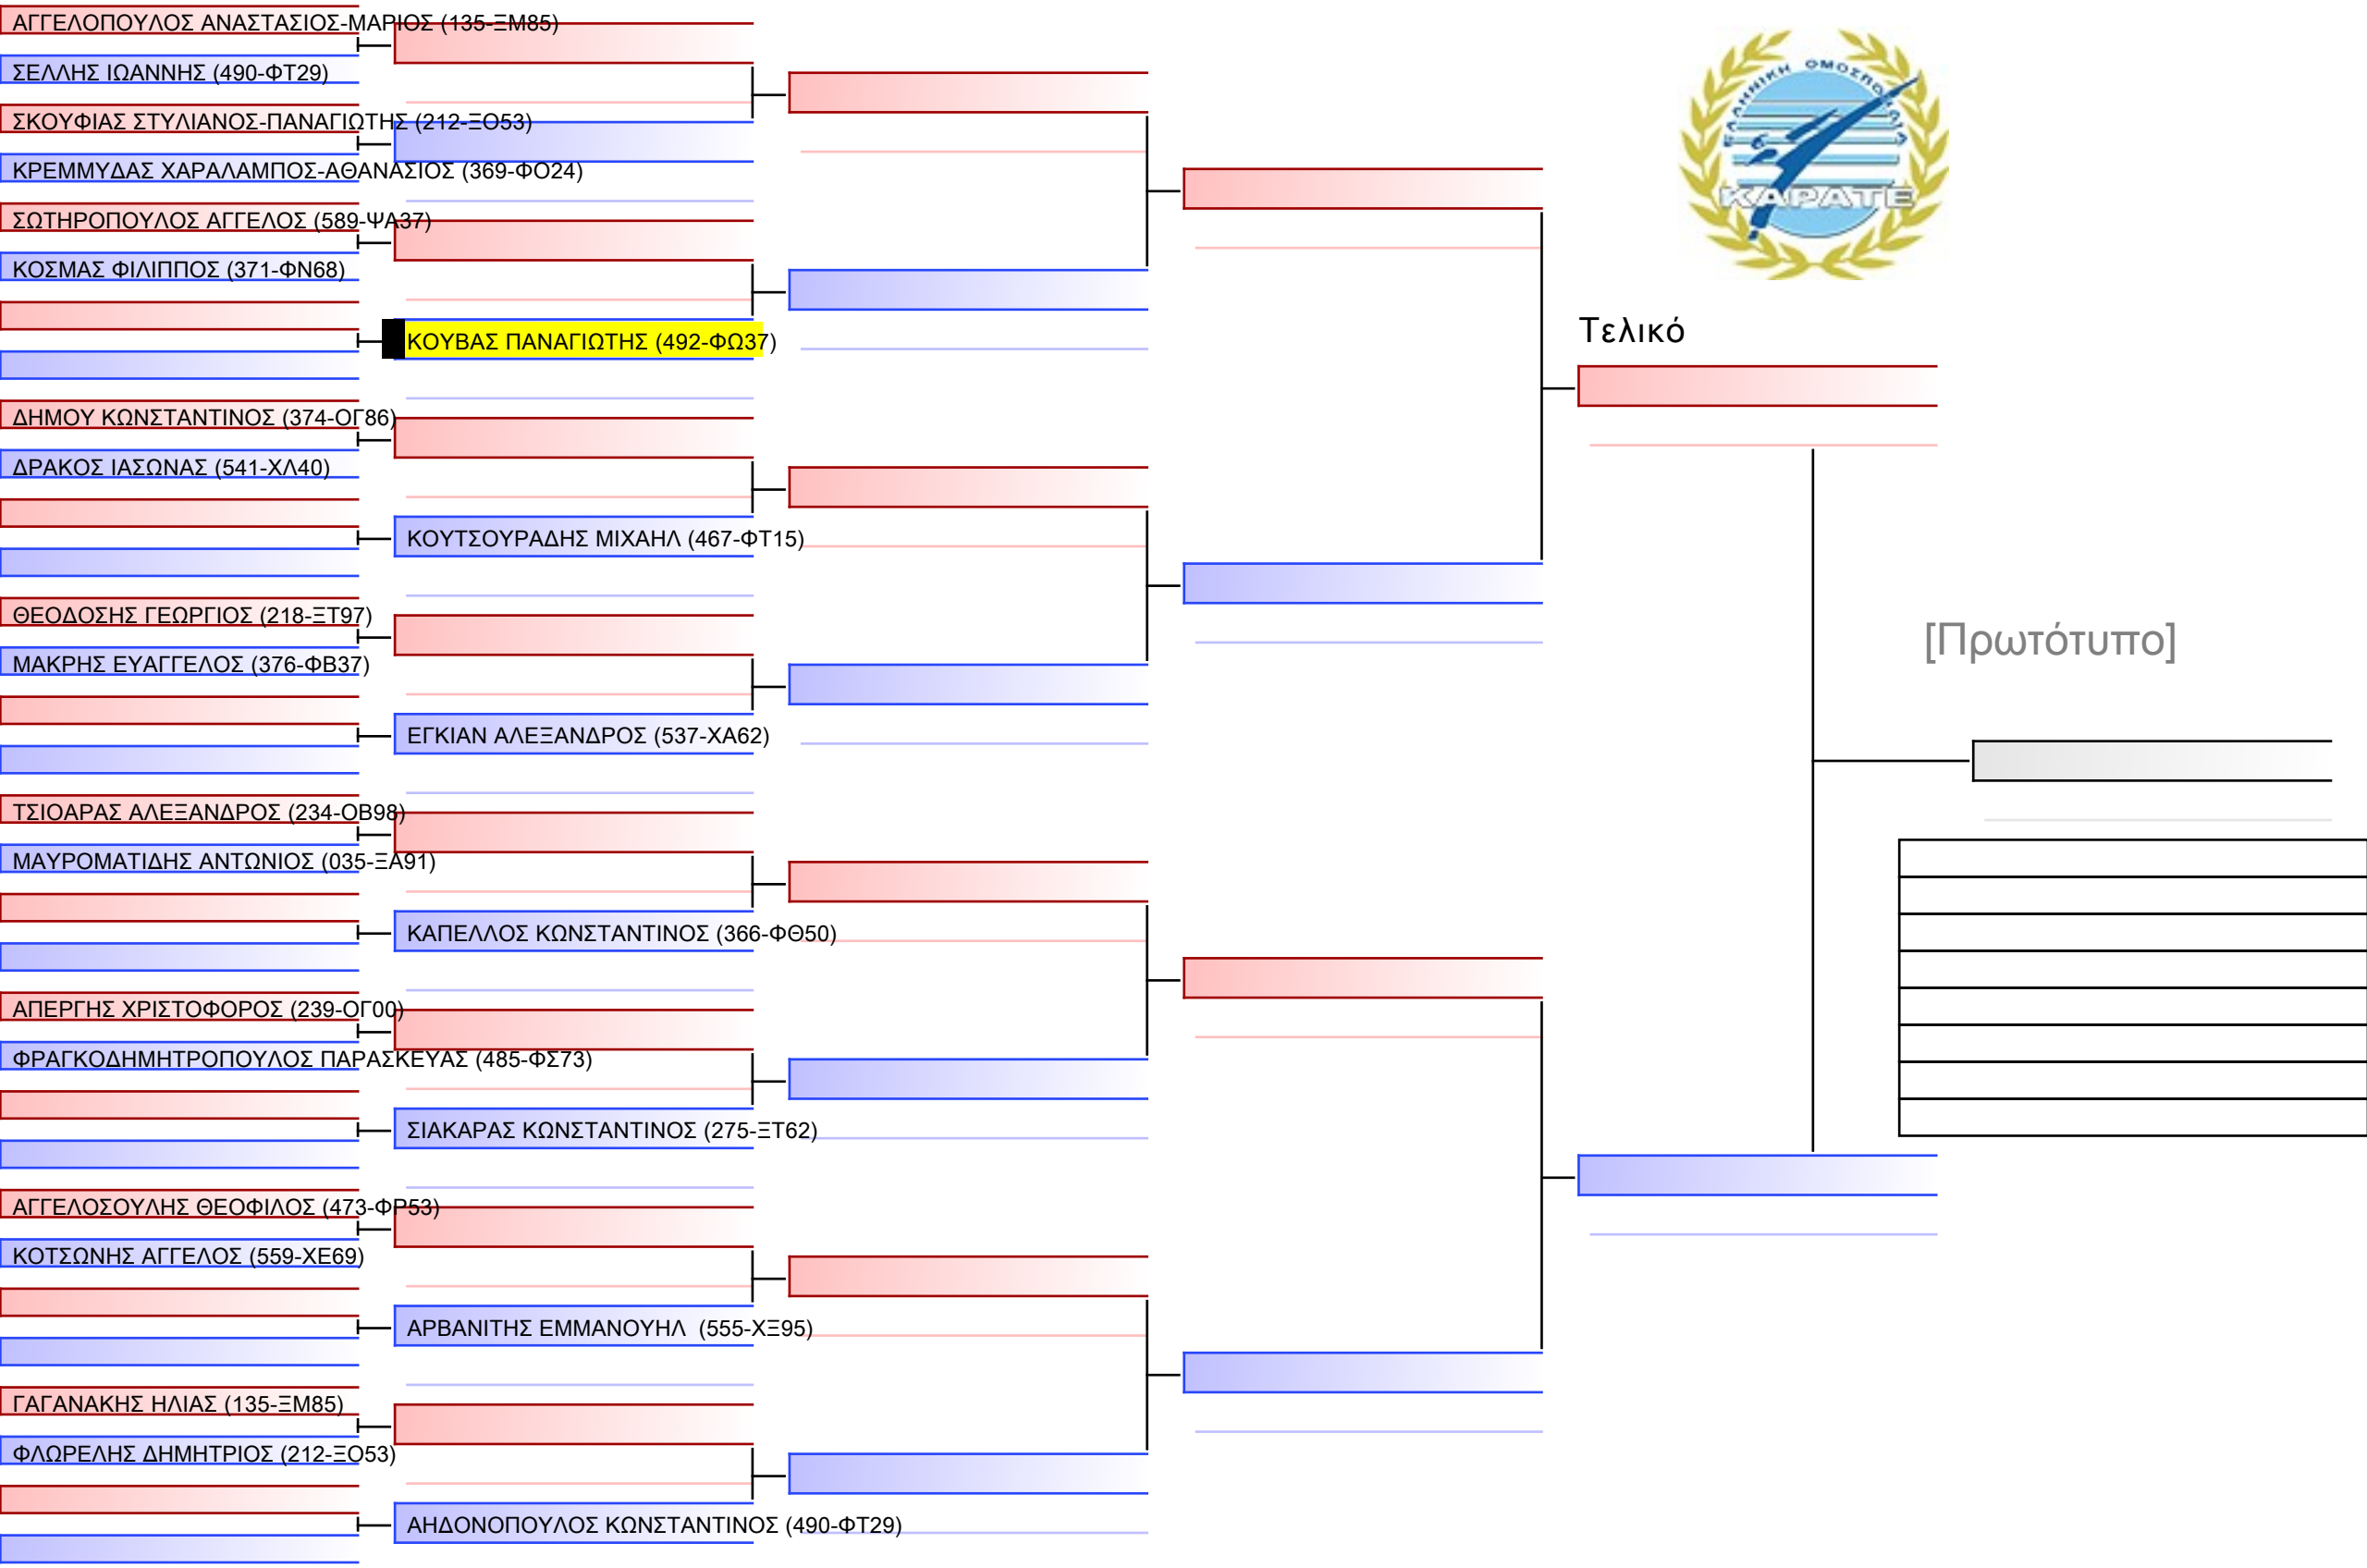 ΑΓΓΕΛΟΠΟΥΛΟΣ ΑΝΑΣΤΑΣΙΟΣ-ΜΑΡΙΟΣ (135-ΞΜ85)
ΣΕΛΛΗΣ ΙΩΑΝΝΗΣ (490-ΦΤ29)
ΣΚΟΥΦΙΑΣ ΣΤΥΛΙΑΝΟΣ-ΠΑΝΑΓΙΩΤΗΣ (212-ΞΟ53)
ΚΡΕΜΜΥΔΑΣ ΧΑΡΑΛΑΜΠΟΣ-ΑΘΑΝΑΣΙΟΣ (369-ΦΟ24)
ΣΩΤΗΡΟΠΟΥΛΟΣ ΑΓΓΕΛΟΣ (589-ΨΑ37)
ΚΟΣΜΑΣ ΦΙΛΙΠΠΟΣ (371-ΦΝ68)
ΚΟΥΒΑΣ ΠΑΝΑΓΙΩΤΗΣ (492-ΦΩ37)
ΔΗΜΟΥ ΚΩΝΣΤΑΝΤΙΝΟΣ (374-ΟΓ86)
ΔΡΑΚΟΣ ΙΑΣΩΝΑΣ (541-ΧΛ40)
ΚΟΥΤΣΟΥΡΑΔΗΣ ΜΙΧΑΗΛ (467-ΦΤ15)
ΘΕΟΔΟΣΗΣ ΓΕΩΡΓΙΟΣ (218-ΞΤ97)
ΜΑΚΡΗΣ ΕΥΑΓΓΕΛΟΣ (376-ΦΒ37)
ΕΓΚΙΑΝ ΑΛΕΞΑΝΔΡΟΣ (537-ΧΑ62)
ΤΣΙΟΑΡΑΣ ΑΛΕΞΑΝΔΡΟΣ (234-ΟΒ98)
ΜΑΥΡΟΜΑΤΙΔΗΣ ΑΝΤΩΝΙΟΣ (035-ΞΑ91)
ΚΑΠΕΛΛΟΣ ΚΩΝΣΤΑΝΤΙΝΟΣ (366-ΦΘ50)
ΑΠΕΡΓΗΣ ΧΡΙΣΤΟΦΟΡΟΣ (239-ΟΓ00)
ΦΡΑΓΚΟΔΗΜΗΤΡΟΠΟΥΛΟΣ ΠΑΡΑΣΚΕΥΑΣ (485-ΦΣ73)
ΣΙΑΚΑΡΑΣ ΚΩΝΣΤΑΝΤΙΝΟΣ (275-ΞΤ62)
ΑΓΓΕΛΟΣΟΥΛΗΣ ΘΕΟΦΙΛΟΣ (473-ΦΡ53)
ΚΟΤΣΩΝΗΣ ΑΓΓΕΛΟΣ (559-ΧΕ69)
ΑΡΒΑΝΙΤΗΣ ΕΜΜΑΝΟΥΗΛ (555-ΧΞ95)
ΓΑΓΑΝΑΚΗΣ ΗΛΙΑΣ (135-ΞΜ85)
ΦΛΩΡΕΛΗΣ ΔΗΜΗΤΡΙΟΣ (212-ΞΟ53)
ΑΗΔΟΝΟΠΟΥΛΟΣ ΚΩΝΣΤΑΝΤΙΝΟΣ (490-ΦΤ29)
ΕΛΛΗΝΙΚΗ ΟΜΟΣΠΟΝΔΙΑ
ΚΑΡΑΤΕ
Τελικό
[Πρωτότυπο]